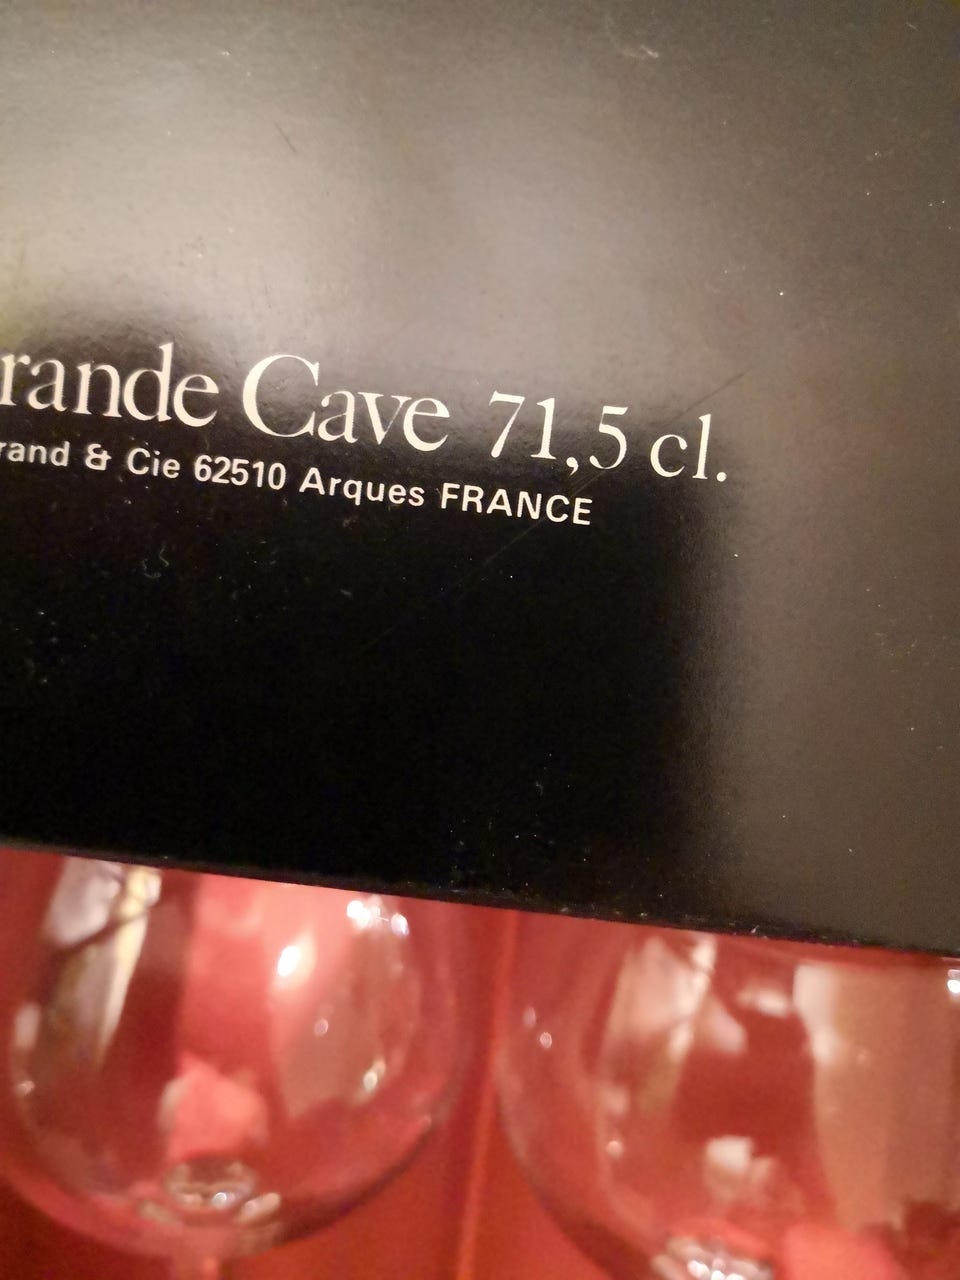 rande Cave 71,5 cl.
rand & Cie 62510 Arques FRANCE